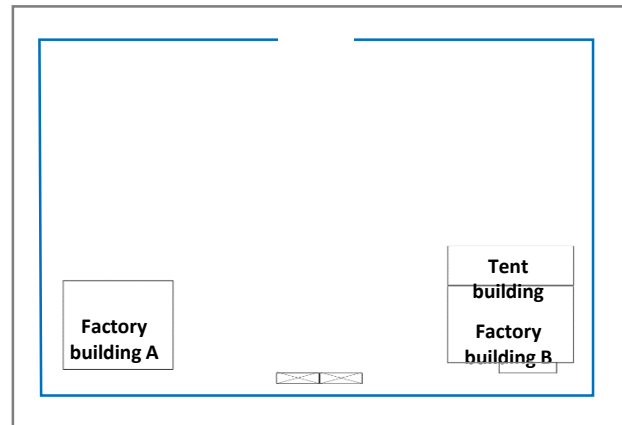 Tent
building
Factory
building A
Factory
building B